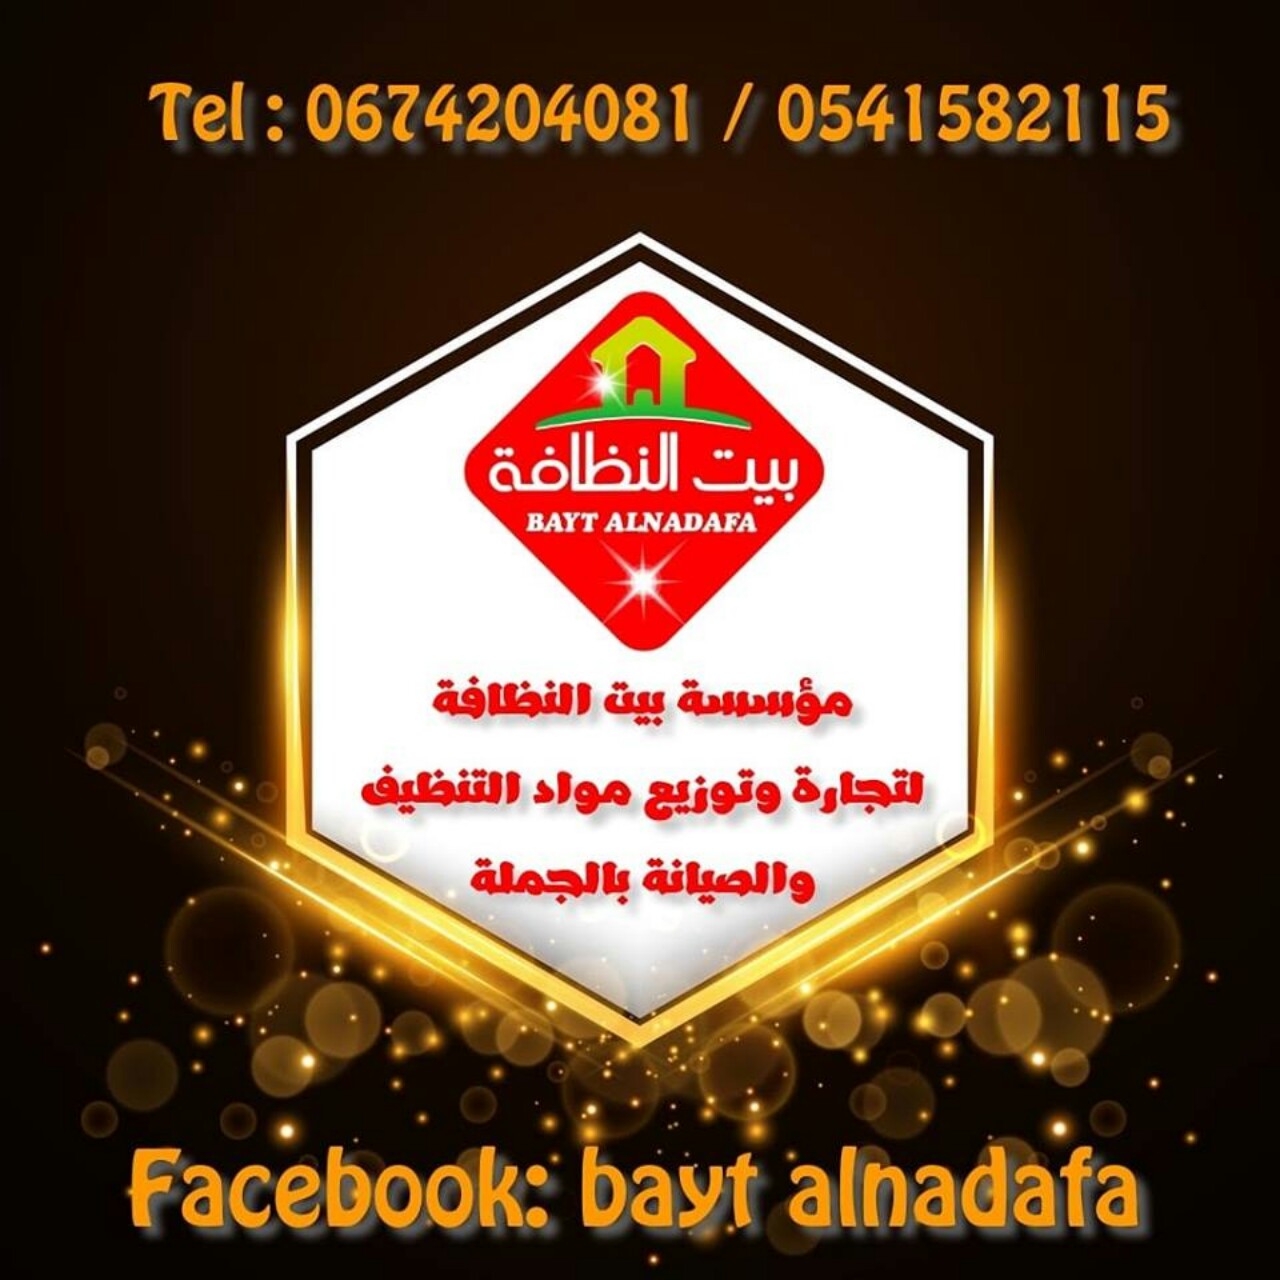 Tel : 0674204081 / 0541582115
بيت النظافة
BAYT ALNADAFA
مؤسسة بيت النظافة
لتجارة وتوزيع مواد التنظيف
والصيانة بالجملة
Facebook: bayt alnadafa